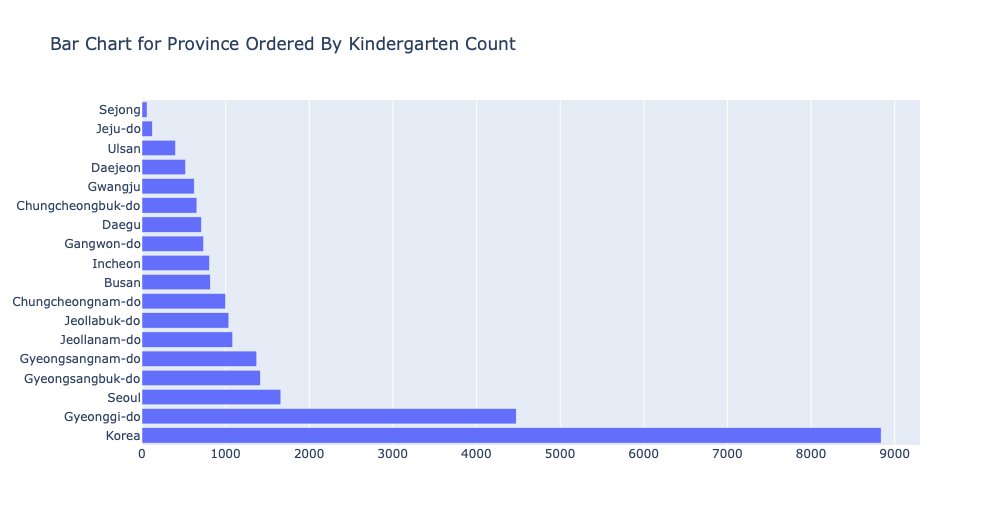 Bar Chart for Province Ordered By Kindergarten Count
Sejong
Jeju-do
Ulsan
Daejeon
Gwangju
Chungcheongbuk-do
Daegu
Gangwon-do
Incheon
Busan
Chungcheongnam-do
Jeollabuk-do
Jeollanam-do
Gyeongsangnam-do
Gyeongsangbuk-do
Seoul
Gyeonggi-do
Korea
0 1000 2000 3000 4000 5000 6000 7000 8000 9000